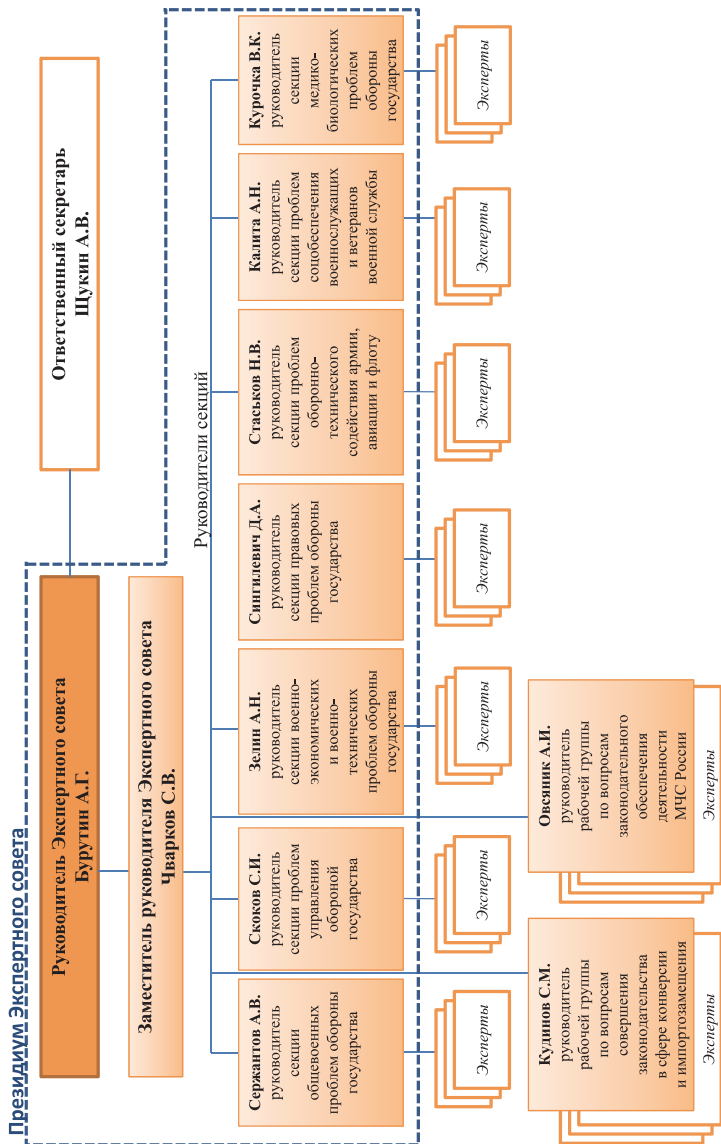 Президиум Экспертного совета
Руководитель Экспертного совета
Бурутин А.Г.
Ответственный секретарь
Щукин А.В.
Заместитель руководителя Экспертного совета
Чварков С.В.
Руководители секций
Сержантов А.В.
руководитель
секции
общевоенных
проблем обороны
государства
Скоков С.И.
руководитель
секции проблем
управления
обороной
государства
Зелин А.Н.
руководитель
секции военно-
экономических
и военно-
технических
проблем обороны
государства
Сингилевич Д.А.
руководитель
секции правовых
проблем обороны
государства
Стаськов Н.В.
руководитель
секции проблем
оборонно-
технического
содействия армии,
авиации и флоту
Калита А.Н.
руководитель
секции проблем
соцобеспечения
военнослужащих
и ветеранов
военной службы
Курочка В.К.
руководитель
секции
медико-
биологических
проблем
обороны
государства
Эксперты
Эксперты
Эксперты
Эксперты
Эксперты
Эксперты
Эксперты
Кудинов С.М.
руководитель
рабочей группы
по вопросам
совершения
законодательства
в сфере конверсии
и импортозамещения
Эксперты
Овсяник А.И.
руководитель
рабочей группы
по вопросам
законодательного
обеспечения
деятельности
МЧС России
Эксперты